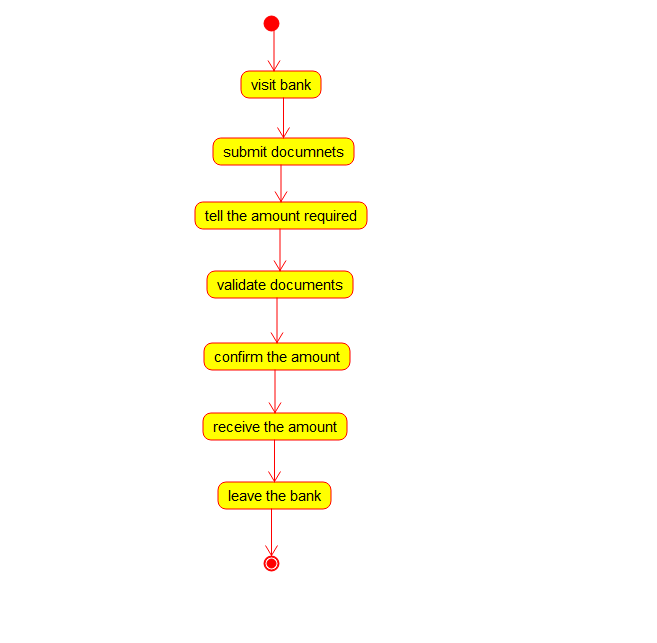 visit bank
submit documnets
tell the amount required
validate documents
confirm the amount
receive the amount
leave the bank